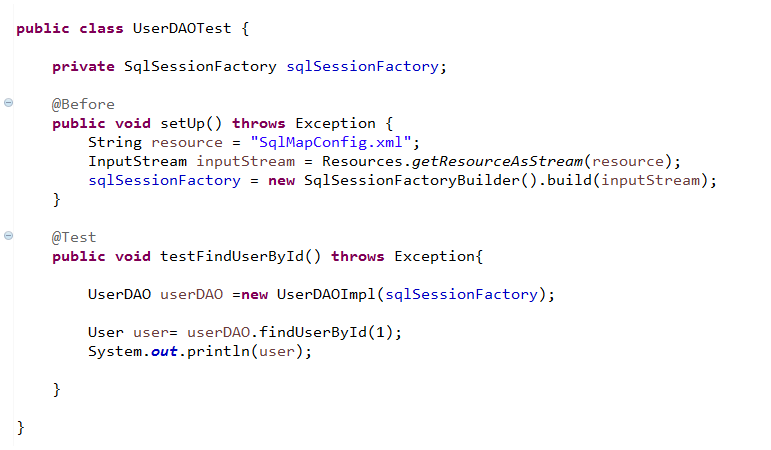 public class UserDAOTest {
private SqlSessionFactory sqlSessionFactory;
@Before
public void setUp() throws Exception {
String resource = "SqlMapConfig.xml";
InputStream inputStream = Resources.getResourceAsStream(resource);
sqlSessionFactory = new SqlSessionFactoryBuilder().build(inputStream);
}
@Test
public void testFindUserById() throws Exception{
UserDAO userDAO =new UserDAOImpl(sqlSessionFactory);
User user= userDAO.findUserById(1);
System.out.println(user);
}
}